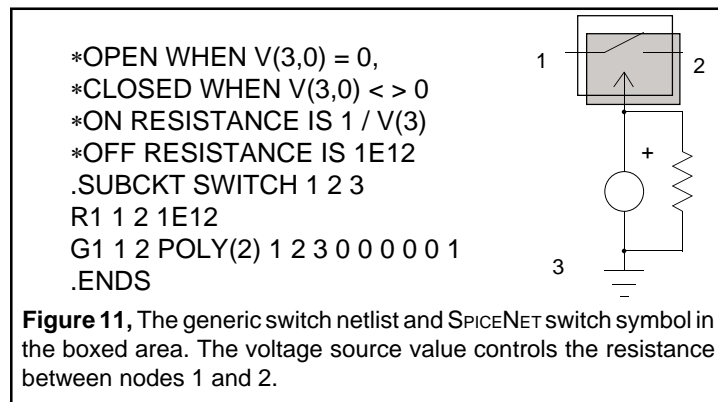 *OPEN WHEN V(3,0) = 0,
*CLOSED WHEN V(3,0) < > 0
*ON RESISTANCE IS 1 / V(3)
*OFF RESISTANCE IS 1E12
.SUBCKT SWITCH 1 2 3
R1 1 2 1E12
G1 1 2 POLY(2) 1 2 3 0 0 0 0 0 1
.ENDS
1
2
+
3
Figure 11, The generic switch netlist and SPICENET switch symbol in
the boxed area. The voltage source value controls the resistance
between nodes 1 and 2.